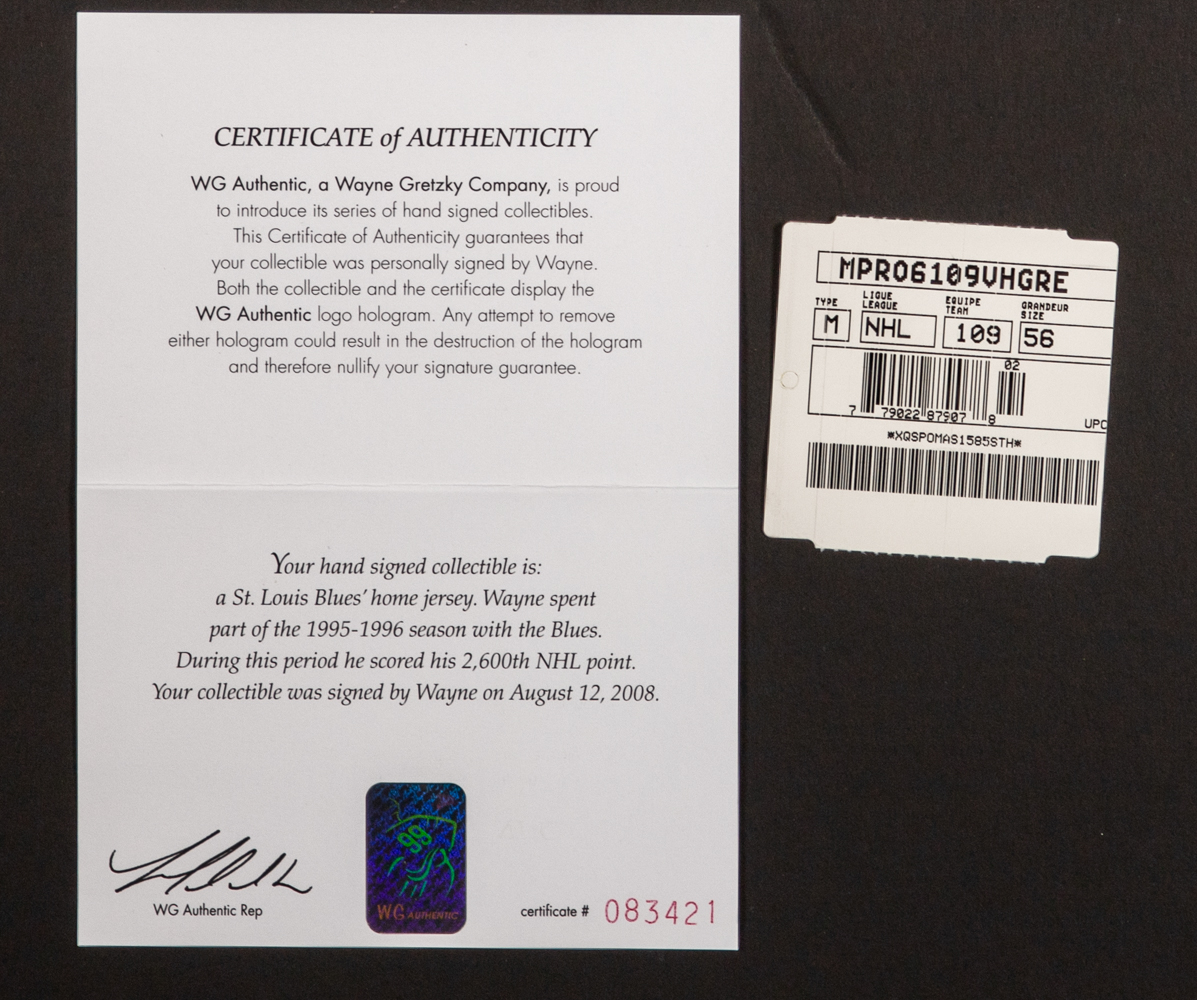 CERTIFICATE of AUTHENTICITY
WG Authentic, a Wayne Gretzky Company, is proud
to introduce its series of hand signed collectibles.
This Certificate of Authenticity guarantees that
your collectible was personally signed by Wayne.
Both the collectible and the certificate display the
WG Authentic logo hologram. Any attempt to remove
either hologram could result in the destruction of the hologram
and therefore nullify your signature guarantee.
Your hand signed collectible is:
a St. Louis Blues' home jersey. Wayne spent
part of the 1995-1996 season with the Blues.
During this period he scored his 2,600th NHL point.
Your collectible was signed by Wayne on August 12, 2008.
99
WG AUTHENTIC
WG Authentic Rep
certificate # 083421
MPRO6109VHGRE
TYPE LIGUE EQUIPE GRANDEUR
LEAGUE TEAM SIZE
M NHL 109 56
02
7 79022 87907 8
UPC
*XQSPOMAS1585STH*